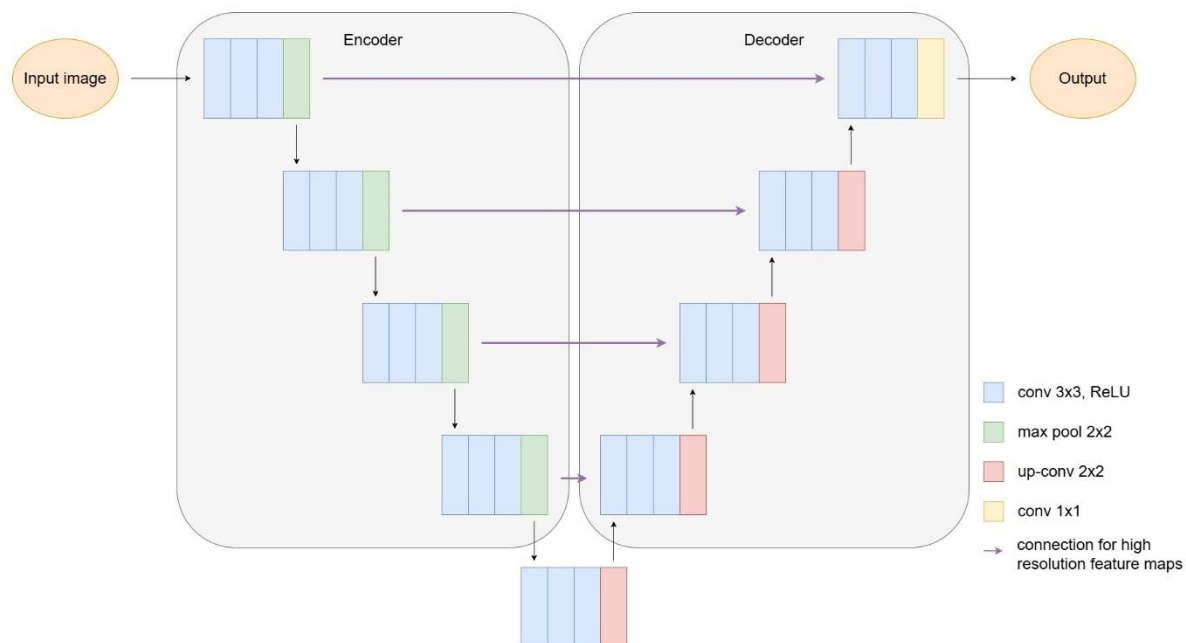 Encoder
Decoder
Input image
Output
conv 3x3, ReLU
max pool 2x2
up-conv 2x2
conv 1x1
connection for high
resolution feature maps